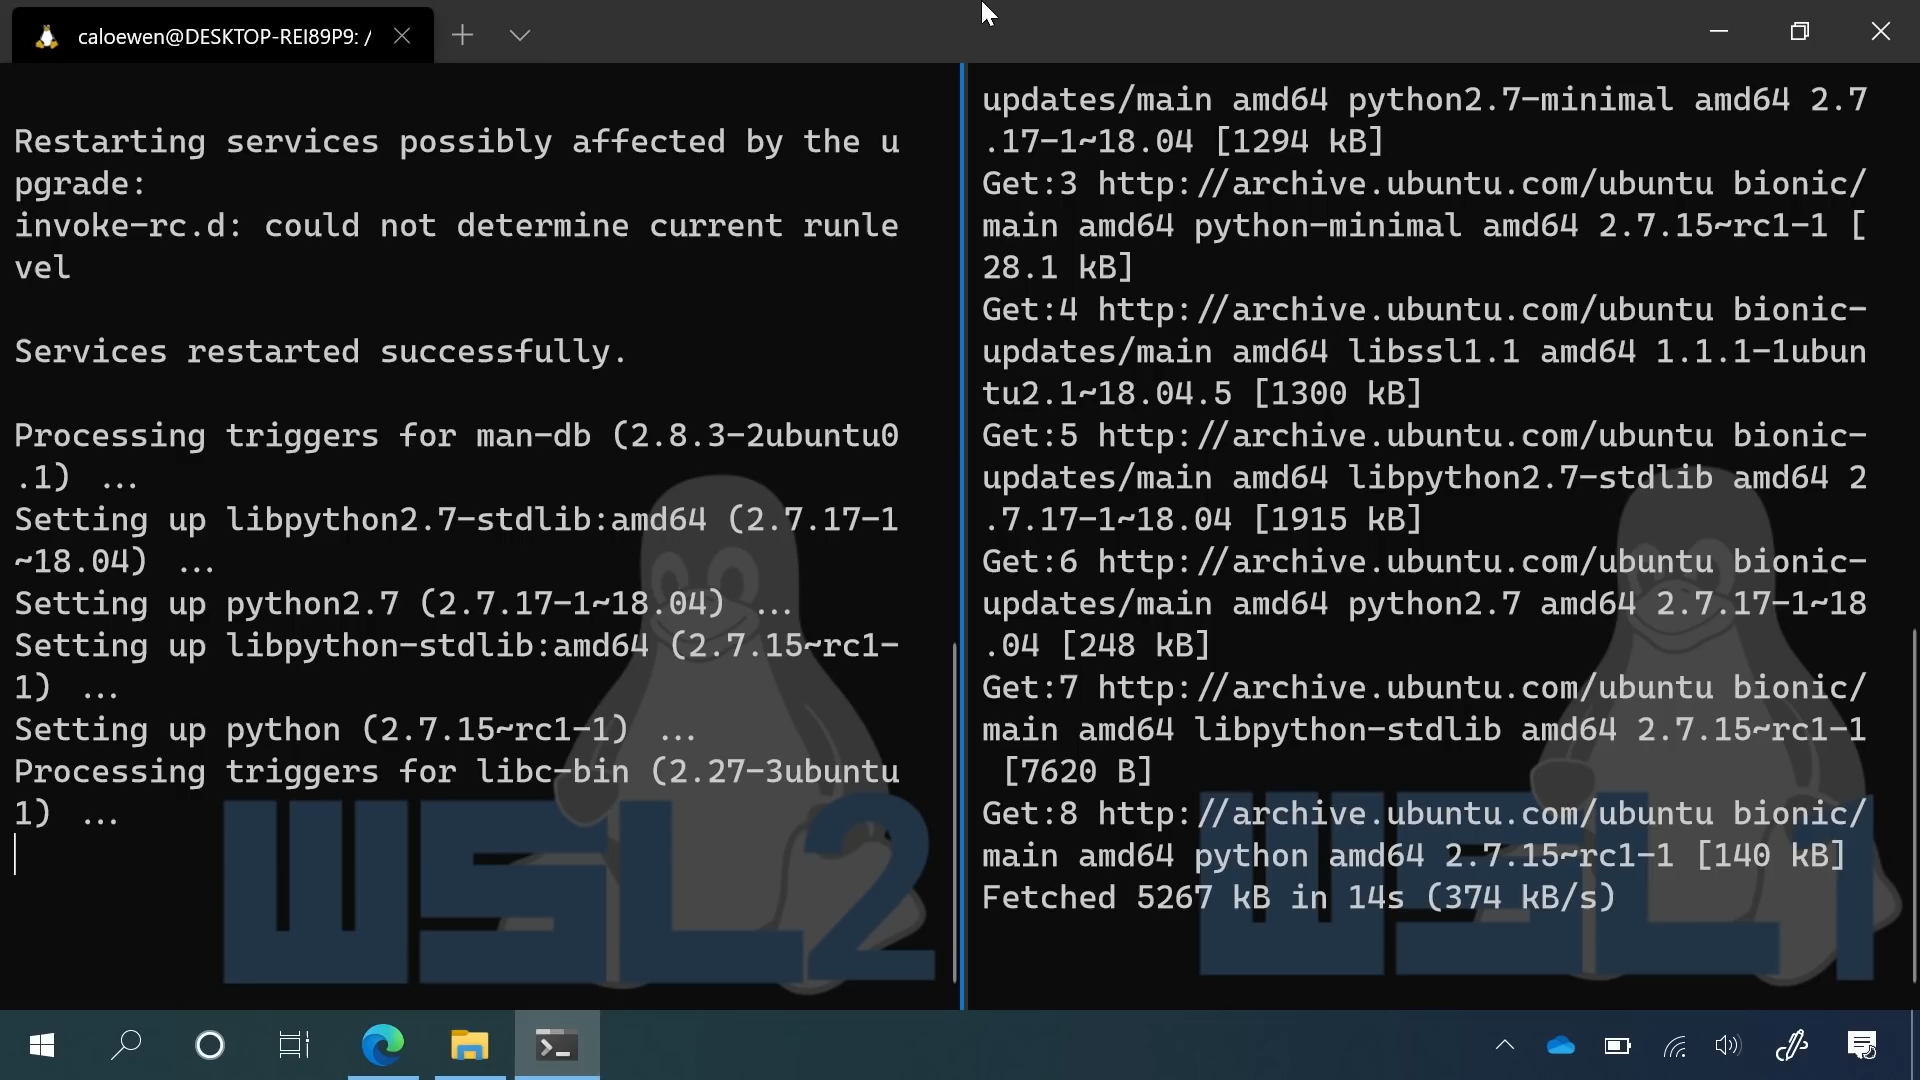 caloewen@DESKTOP-REI89P9: /
Restarting services possibly affected by the u
pgrade:
invoke-rc.d: could not determine current runle
vel
Services restarted successfully.
Processing triggers for man-db (2.8.3-2ubuntu0
.1) ...
Setting up libpython2.7-stdlib:amd64 (2.7.17-1
~18.04) ...
Setting up python2.7 (2.7.17-1~18.04) ...
Setting up libpython-stdlib:amd64 (2.7.15~rc1-
1) ...
Setting up python (2.7.15~rc1-1) ...
Processing triggers for libc-bin (2.27-3ubuntu
1) ...
WSL2
updates/main amd64 python2.7-minimal amd64 2.7
.17-1~18.04 [1294 kB]
Get:3 http://archive.ubuntu.com/ubuntu bionic/
main amd64 python-minimal amd64 2.7.15~rc1-1 [
28.1 kB]
Get:4 http://archive.ubuntu.com/ubuntu bionic-
updates/main amd64 libssl1.1 amd64 1.1.1-1ubun
tu2.1~18.04.5 [1300 kB]
Get:5 http://archive.ubuntu.com/ubuntu bionic-
updates/main amd64 libpython2.7-stdlib amd64 2
.7.17-1~18.04 [1915 kB]
Get:6 http://archive.ubuntu.com/ubuntu bionic-
updates/main amd64 python2.7 amd64 2.7.17-1~18
.04 [248 kB]
Get:7 http://archive.ubuntu.com/ubuntu bionic/
main amd64 libpython-stdlib amd64 2.7.15~rc1-1
[7620 B]
Get:8 http://archive.ubuntu.com/ubuntu bionic/
main amd64 python amd64 2.7.15~rc1-1 [140 kB]
Fetched 5267 kB in 14s (374 kB/s)
WSL1